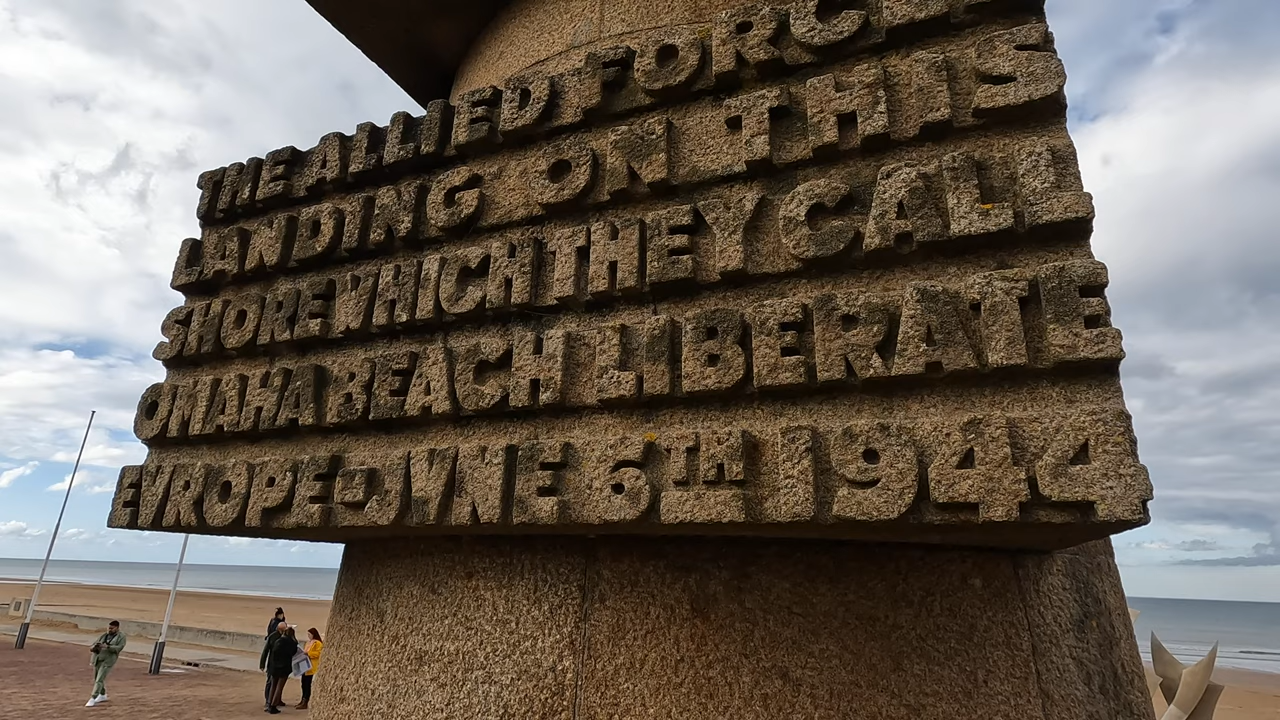 THE ALLIED FORCES
LANDING ON THIS
SHORE WHICH THEY CALL
OMAHA BEACH LIBERATE
EVROPE - JVNE 6TH 1944